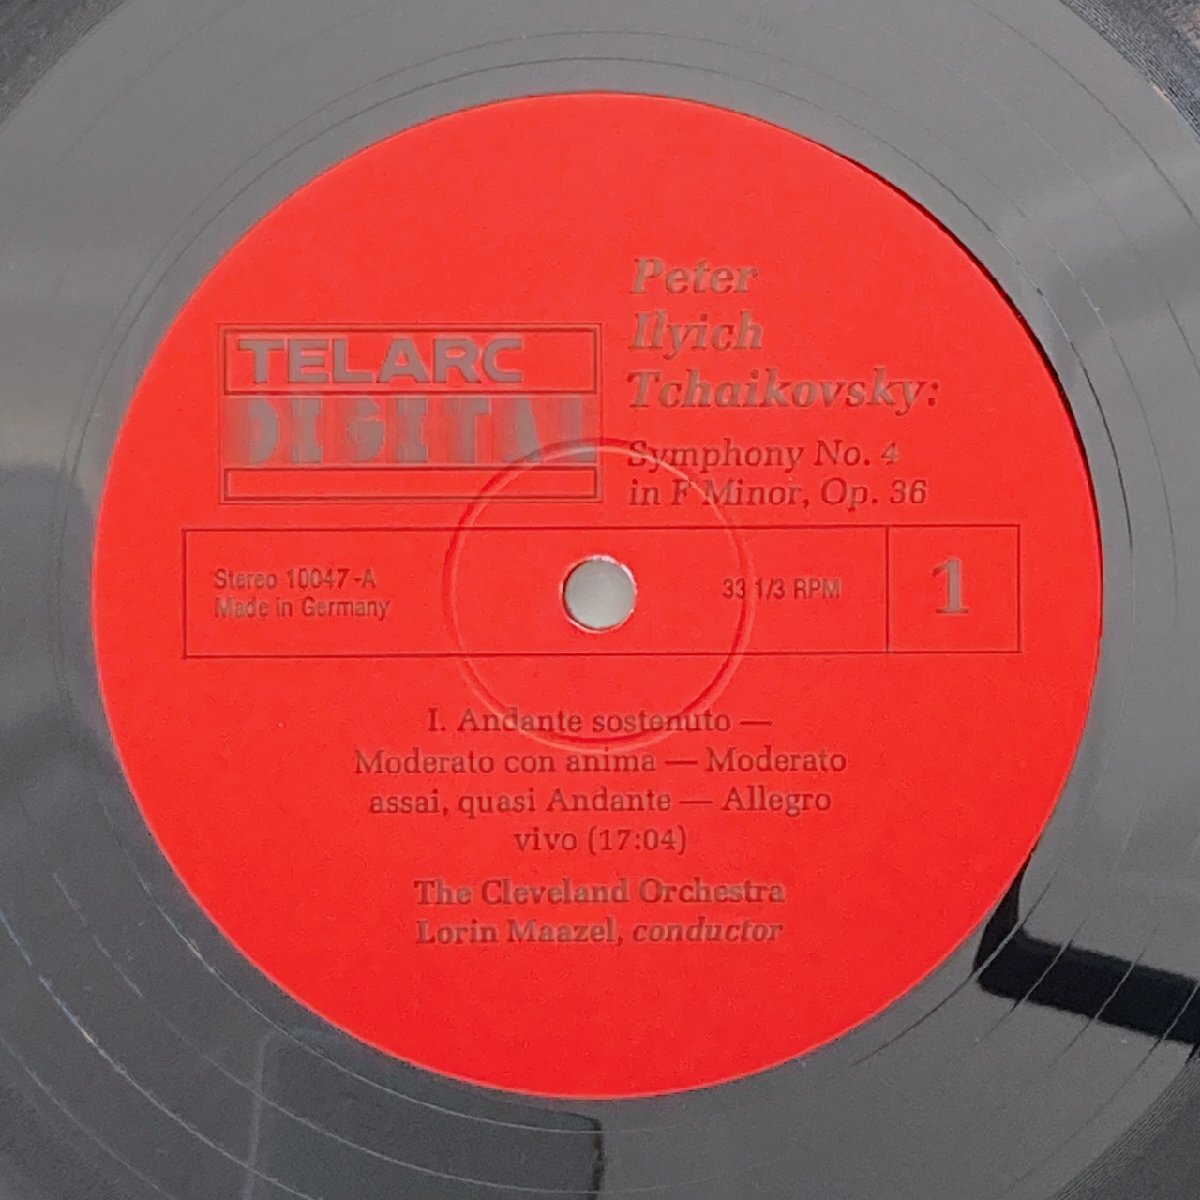 TELARC
DIGITAL
Peter
Ilyich
Tchaikovsky:
Symphony No. 4
in F Minor, Op. 36
Stereo 10047-A
Made in Germany
33 1/3 RPM
1
I. Andante sostenuto —
Moderato con anima — Moderato
assai, quasi Andante — Allegro
vivo (17:04)
The Cleveland Orchestra
Lorin Maazel, conductor